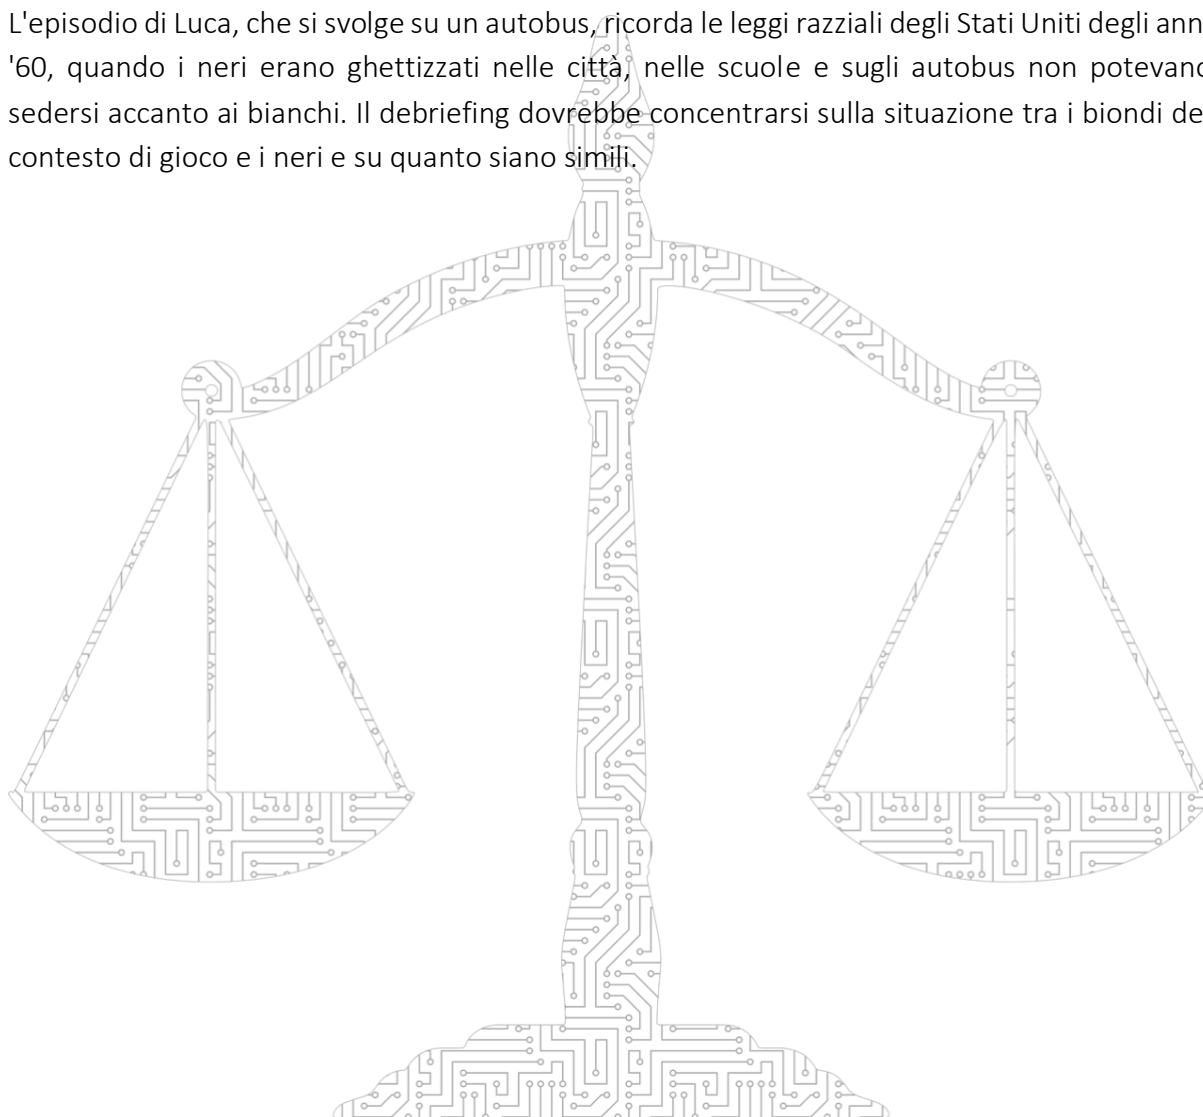 L'episodio di Luca, che si svolge su un autobus, ricorda le leggi razziali degli Stati Uniti degli ann
'60, quando i neri erano ghettizzati nelle città, nelle scuole e sugli autobus non potevano
sedersi accanto ai bianchi. Il debriefing dovrebbe concentrarsi sulla situazione tra i biondi de
contesto di gioco e i neri e su quanto siano simili.